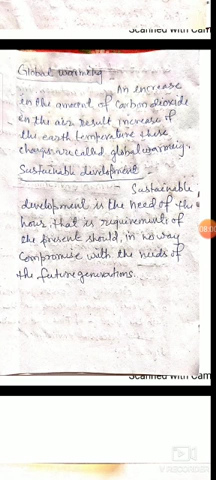 Scanned with Cam
Global warming
An increase
in the amount of Carbon dioxide
in the air result increase of
the earth temperature these
changes are called global warming.
Sustainable development
Sustainable
development is the need of the
hour, that is requirements of
the present should, in no way
compromise with the needs of
the future generations.
Scanned with Cam